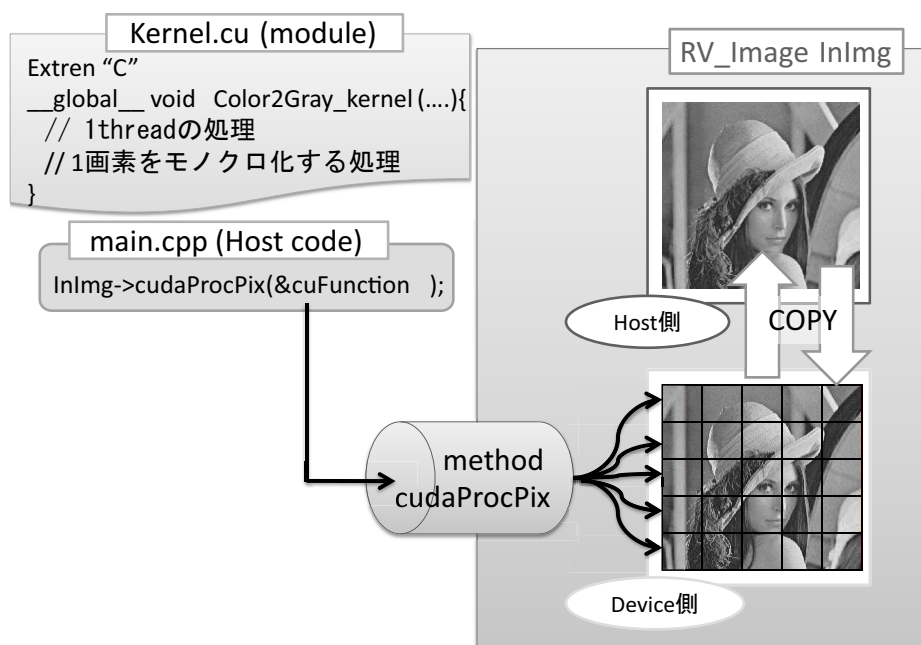 Kernel.cu (module)
Extren “C”
__global__ void Color2Gray_kernel (....){
// 1threadの処理
// 1画素をモノクロ化する処理
}
main.cpp (Host code)
InImg->cudaProcPix(&cuFunction );
RV_Image InImg
Host側
COPY
method
cudaProcPix
Device側